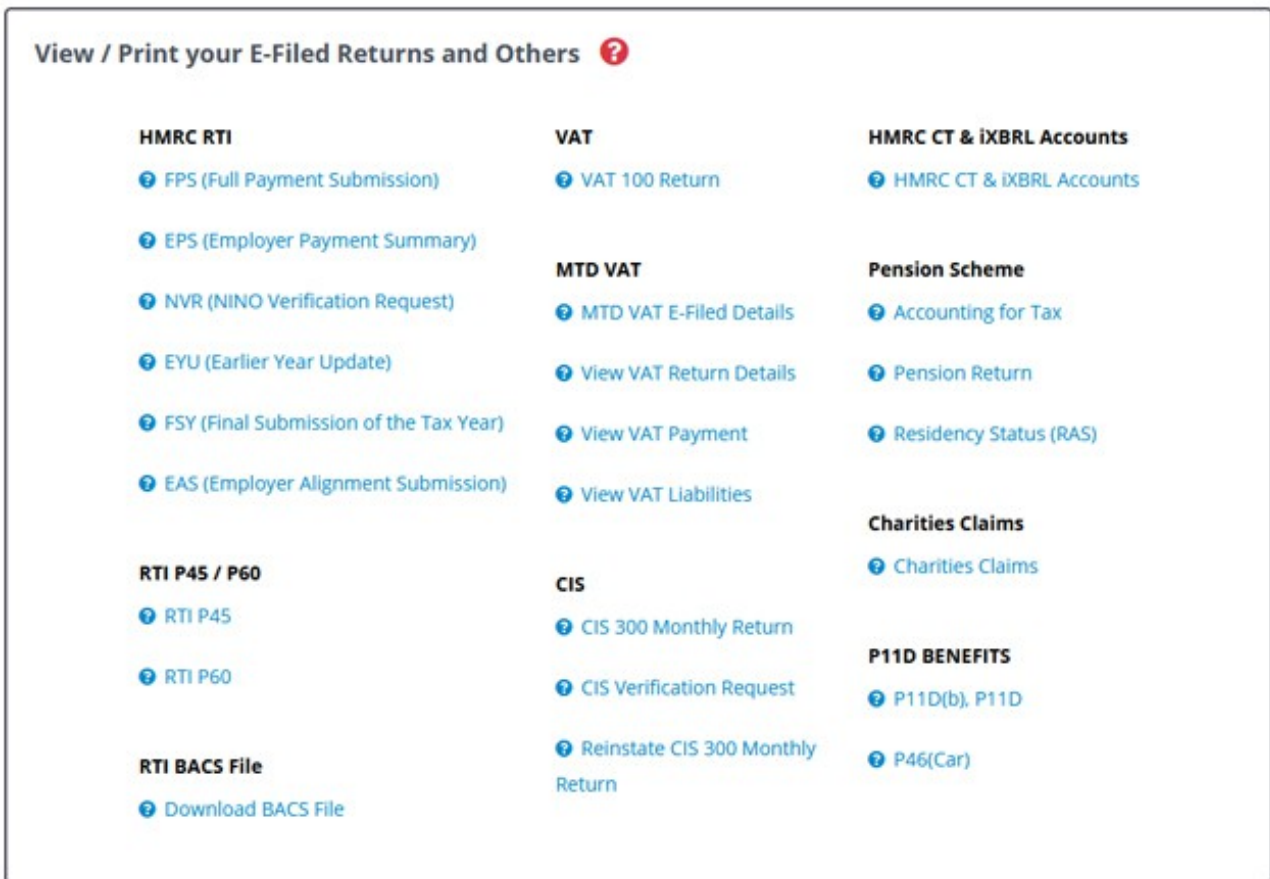 View / Print your E-Filed Returns and Others
HMRC RTI
FPS (Full Payment Submission)
EPS (Employer Payment Summary)
NVR (NINO Verification Request)
EYU (Earlier Year Update)
FSY (Final Submission of the Tax Year)
EAS (Employer Alignment Submission)
RTI P45 / P60
RTI P45
RTI P60
RTI BACS File
Download BACS File
VAT
VAT 100 Return
MTD VAT
MTD VAT E-Filed Details
View VAT Return Details
View VAT Payment
View VAT Liabilities
CIS
CIS 300 Monthly Return
CIS Verification Request
Reinstate CIS 300 Monthly
Return
HMRC CT & iXBRL Accounts
HMRC CT & iXBRL Accounts
Pension Scheme
Accounting for Tax
Pension Return
Residency Status (RAS)
Charities Claims
Charities Claims
P11D BENEFITS
P11D(b), P11D
P46(Car)